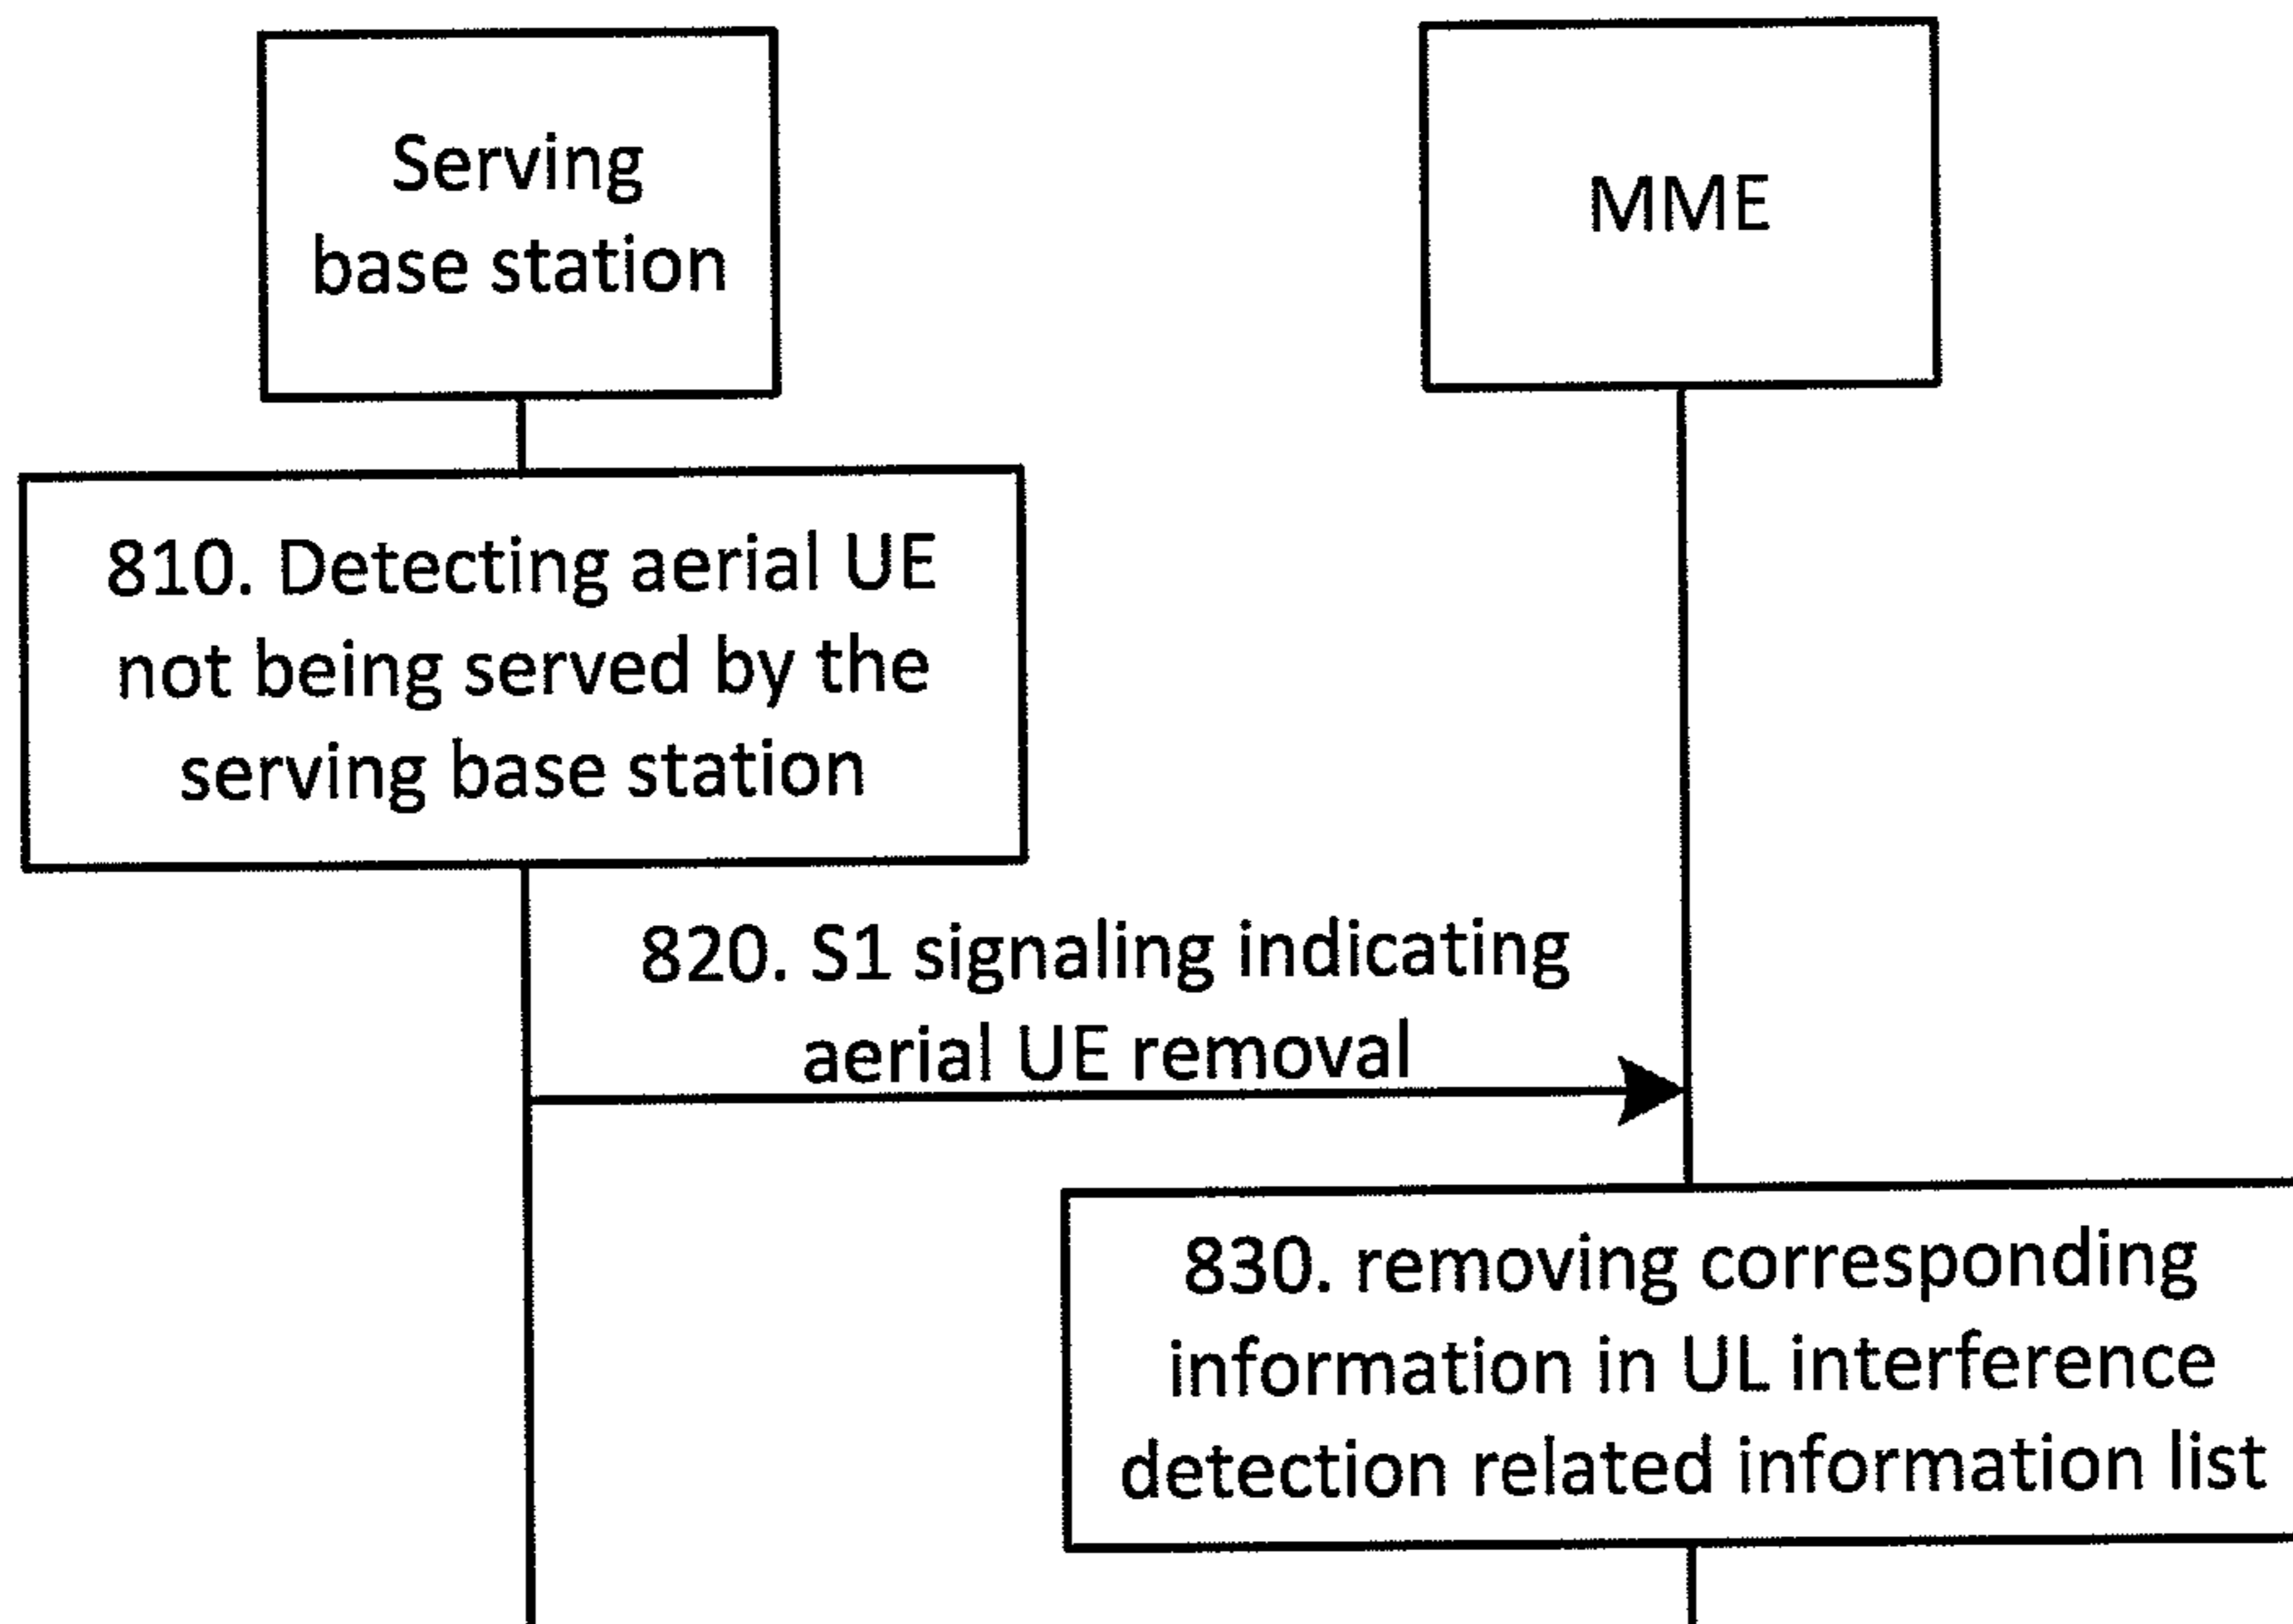 Serving
base station
MME
810. Detecting aerial UE
not being served by the
serving base station
820. S1 signaling indicating
aerial UE removal
830. removing corresponding
information in UL interference
detection related information list